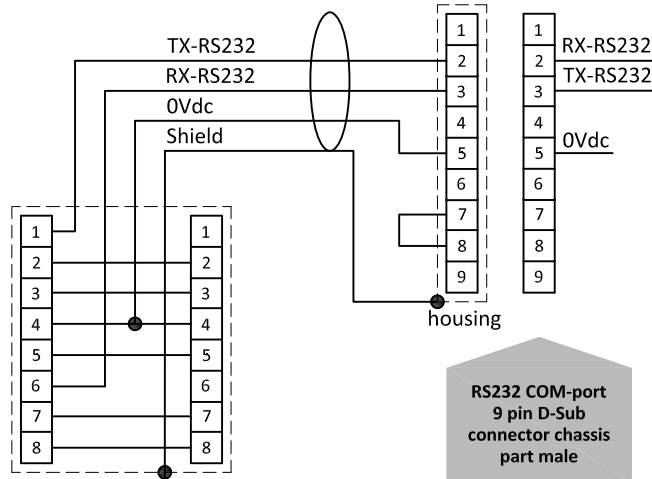 TX-RS232
RX-RS232
0Vdc
Shield
1
2
3
4
5
6
7
8
9
housing
1
2
3
4
5
6
7
8
9
RX-RS232
TX-RS232
0Vdc
1
2
3
4
5
6
7
8
1
2
3
4
5
6
7
8
RS232 COM-port
9 pin D-Sub
connector chassis
part male